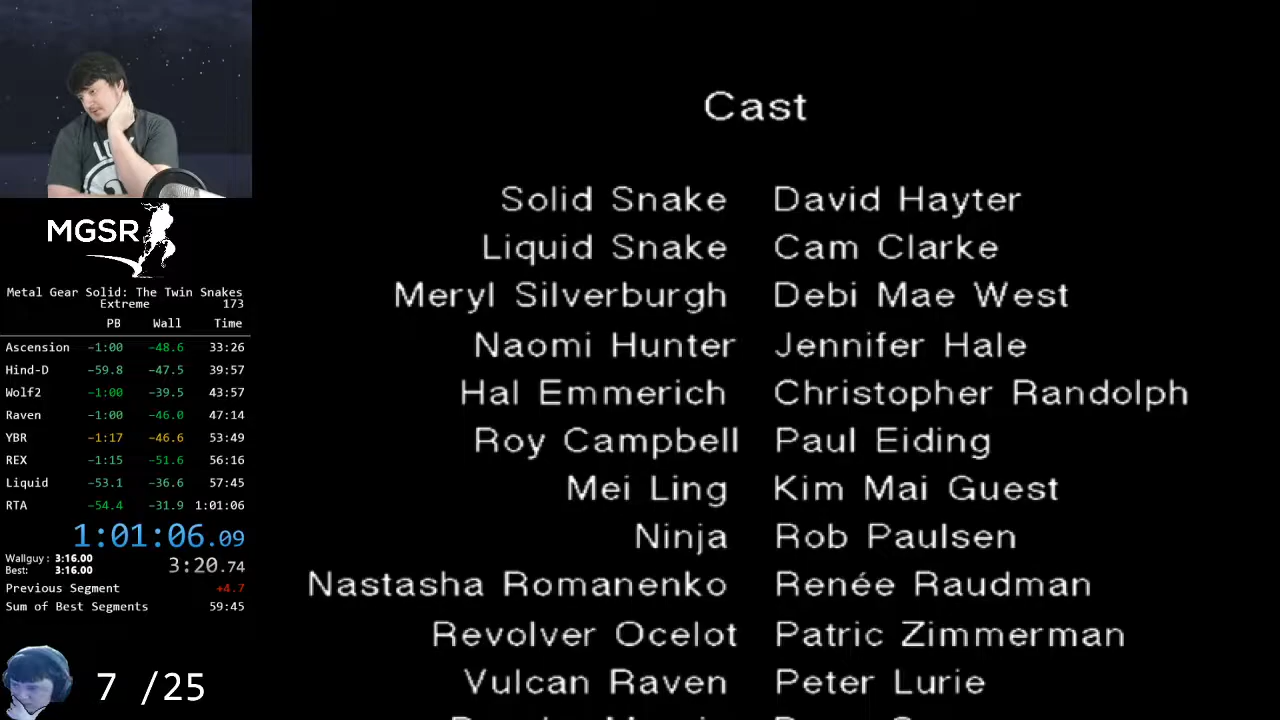 MGSR
Metal Gear Solid: The Twin Snakes
Extreme 173
PB Wall Time
Ascension -1:00 -48.6 33:26
Hind-D -59.8 -47.5 39:57
Wolf2 -1:00 -39.5 43:57
Raven -1:00 -46.0 47:14
YBR -1:17 -46.6 53:49
REX -1:15 -51.6 56:16
Liquid -53.1 -36.6 57:45
RTA -54.4 -31.9 1:01:06
1:01:06.09
Wallguy: 3:16.00
Best: 3:16.00
3:20.74
Previous Segment +4.7
Sum of Best Segments 59:45
7 /25
Cast
Solid Snake David Hayter
Liquid Snake Cam Clarke
Meryl Silverburgh Debi Mae West
Naomi Hunter Jennifer Hale
Hal Emmerich Christopher Randolph
Roy Campbell Paul Eiding
Mei Ling Kim Mai Guest
Ninja Rob Paulsen
Nastasha Romanenko Renée Raudman
Revolver Ocelot Patric Zimmerman
Vulcan Raven Peter Lurie